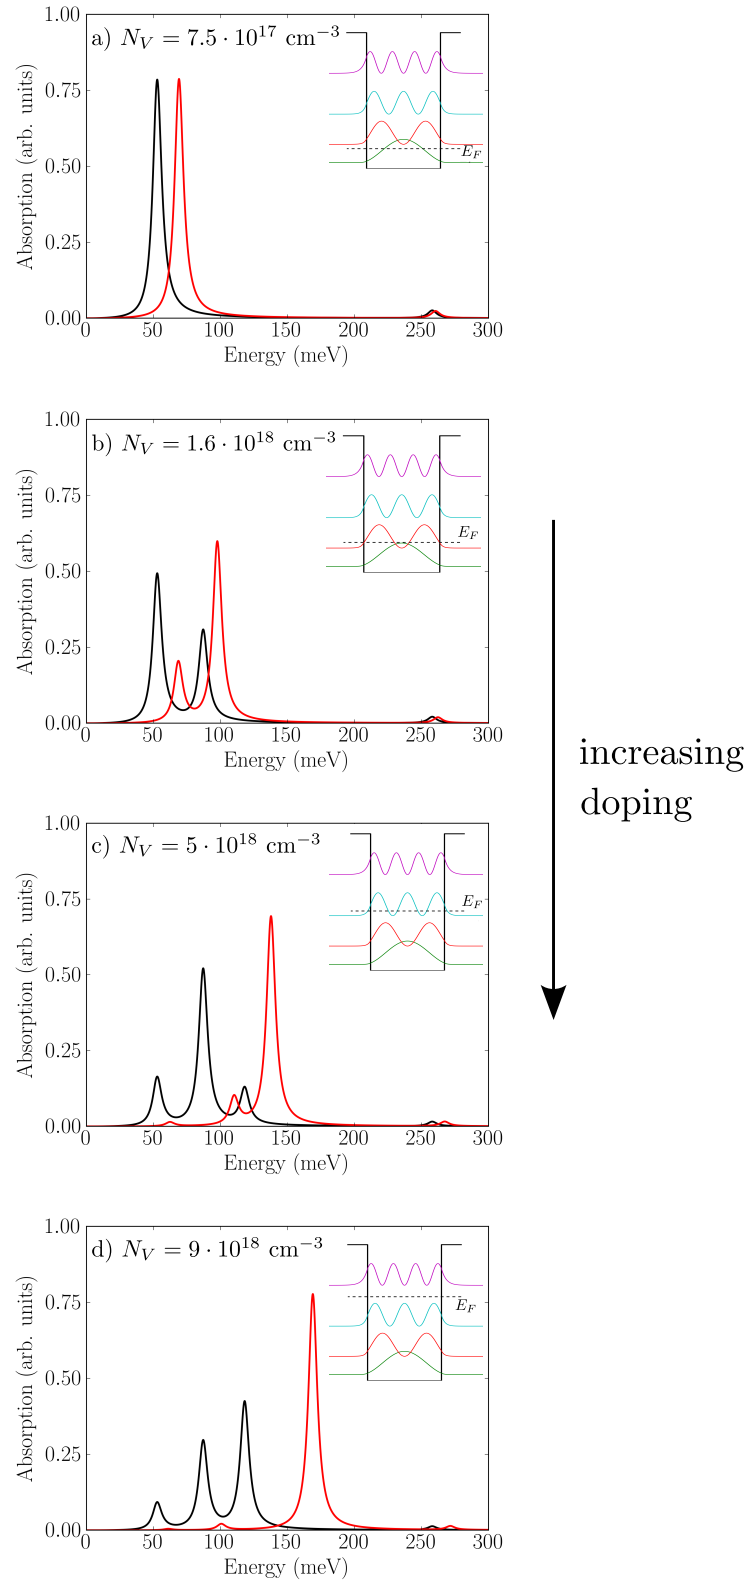 a) N_V = 7.5 · 10^17 cm^−3
E_F
Absorption (arb. units)
1.00
0.75
0.50
0.25
0.00
0 50 100 150 200 250 300
Energy (meV)
b) N_V = 1.6 · 10^18 cm^−3
E_F
Absorption (arb. units)
1.00
0.75
0.50
0.25
0.00
0 50 100 150 200 250 300
Energy (meV)
increasing
doping
c) N_V = 5 · 10^18 cm^−3
E_F
Absorption (arb. units)
1.00
0.75
0.50
0.25
0.00
0 50 100 150 200 250 300
Energy (meV)
d) N_V = 9 · 10^18 cm^−3
E_F
Absorption (arb. units)
1.00
0.75
0.50
0.25
0.00
0 50 100 150 200 250 300
Energy (meV)